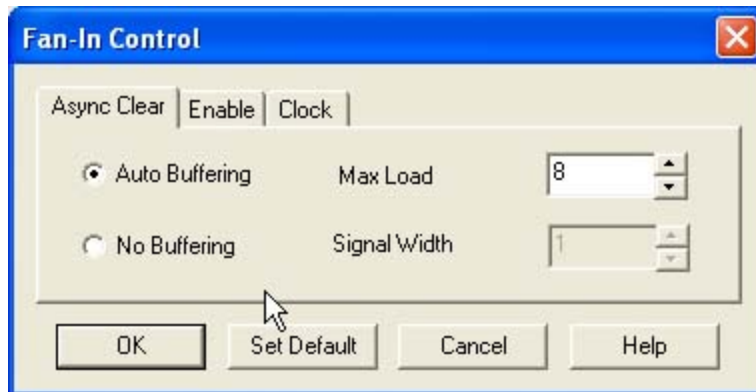 Fan-In Control
Async Clear Enable Clock
Auto Buffering Max Load 8
No Buffering Signal Width 1
OK Set Default Cancel Help